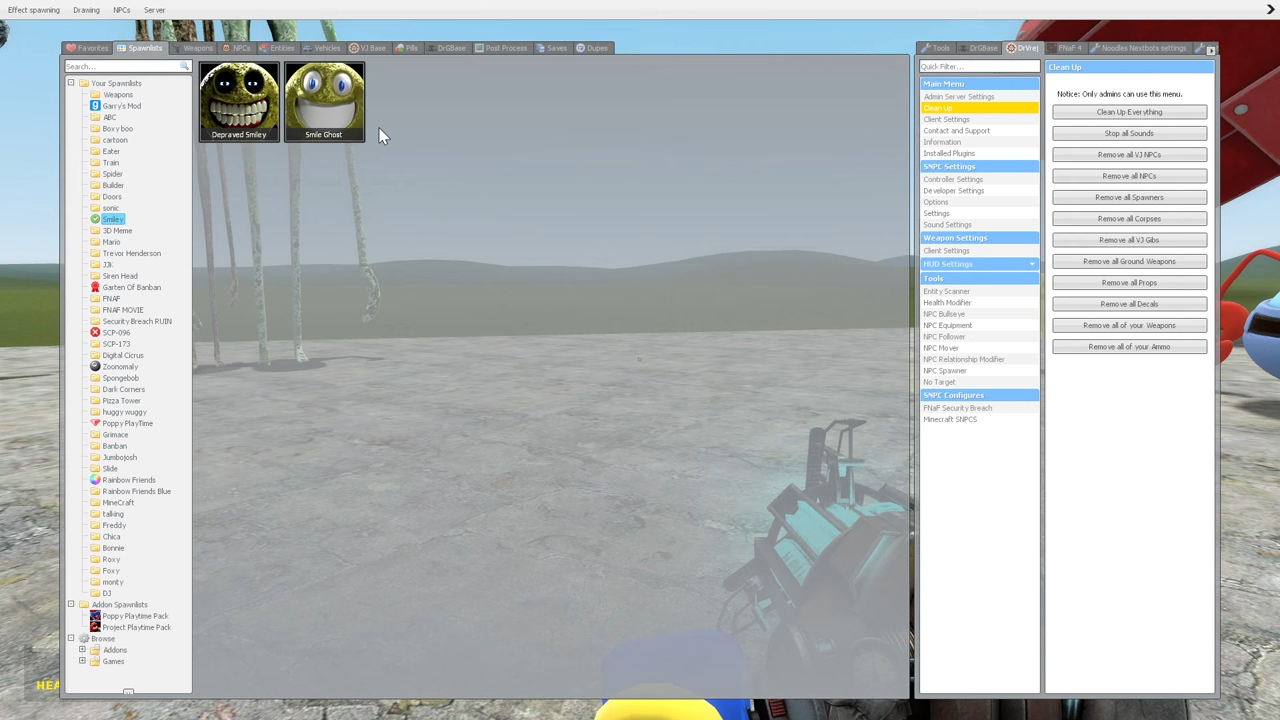 Effect spawning Drawing NPCs Server
Favorites Spawnlists Weapons NPCs Entities Vehicles VJ Base Pills DrGBase Post Process Saves Dupes
Search...
Your Spawnlists
Weapons
Garry's Mod
ABC
Boxy boo
cartoon
Eater
Train
Spider
Builder
Doors
sonic
Smiley
3D Meme
Mario
Trevor Henderson
JJk
Siren Head
Garten Of Banban
FNAF
FNAF MOVIE
Security Breach RUIN
SCP-096
SCP-173
Digital Cicrus
Zoonomaly
Spongebob
Dark Corners
Pizza Tower
huggy wuggy
Poppy PlayTime
Grimace
Banban
Jumbojosh
Slide
Rainbow Friends
Rainbow Friends Blue
MineCraft
talking
Freddy
Chica
Bonnie
Roxy
Foxy
monty
DJ
Addon Spawnlists
Poppy Playtime Pack
Project Playtime Pack
Browse
Addons
Games
Depraved Smiley
Smile Ghost
Tools DrGBase DrVrej FNaF 4 Noodles Nextbots settings
Quick Filter...
Main Menu
Admin Server Settings
Clean Up
Client Settings
Contact and Support
Information
Installed Plugins
SNPC Settings
Controller Settings
Developer Settings
Options
Settings
Sound Settings
Weapon Settings
Client Settings
HUD Settings
Tools
Entity Scanner
Health Modifier
NPC Bullseye
NPC Equipment
NPC Follower
NPC Mover
NPC Relationship Modifier
NPC Spawner
No Target
SNPC Configures
FNaF Security Breach
Minecraft SNPCS
Clean Up
Notice: Only admins can use this menu.
Clean Up Everything
Stop all Sounds
Remove all VJ NPCs
Remove all NPCs
Remove all Spawners
Remove all Corpses
Remove all VJ Gibs
Remove all Ground Weapons
Remove all Props
Remove all Decals
Remove all of your Weapons
Remove all of your Ammo